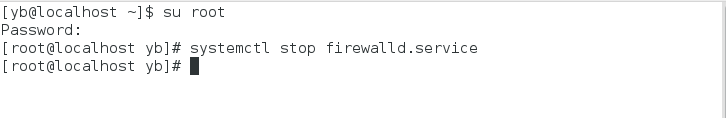 [yb@localhost ~]$ su root
Password:
[root@localhost yb]# systemctl stop firewalld.service
[root@localhost yb]#